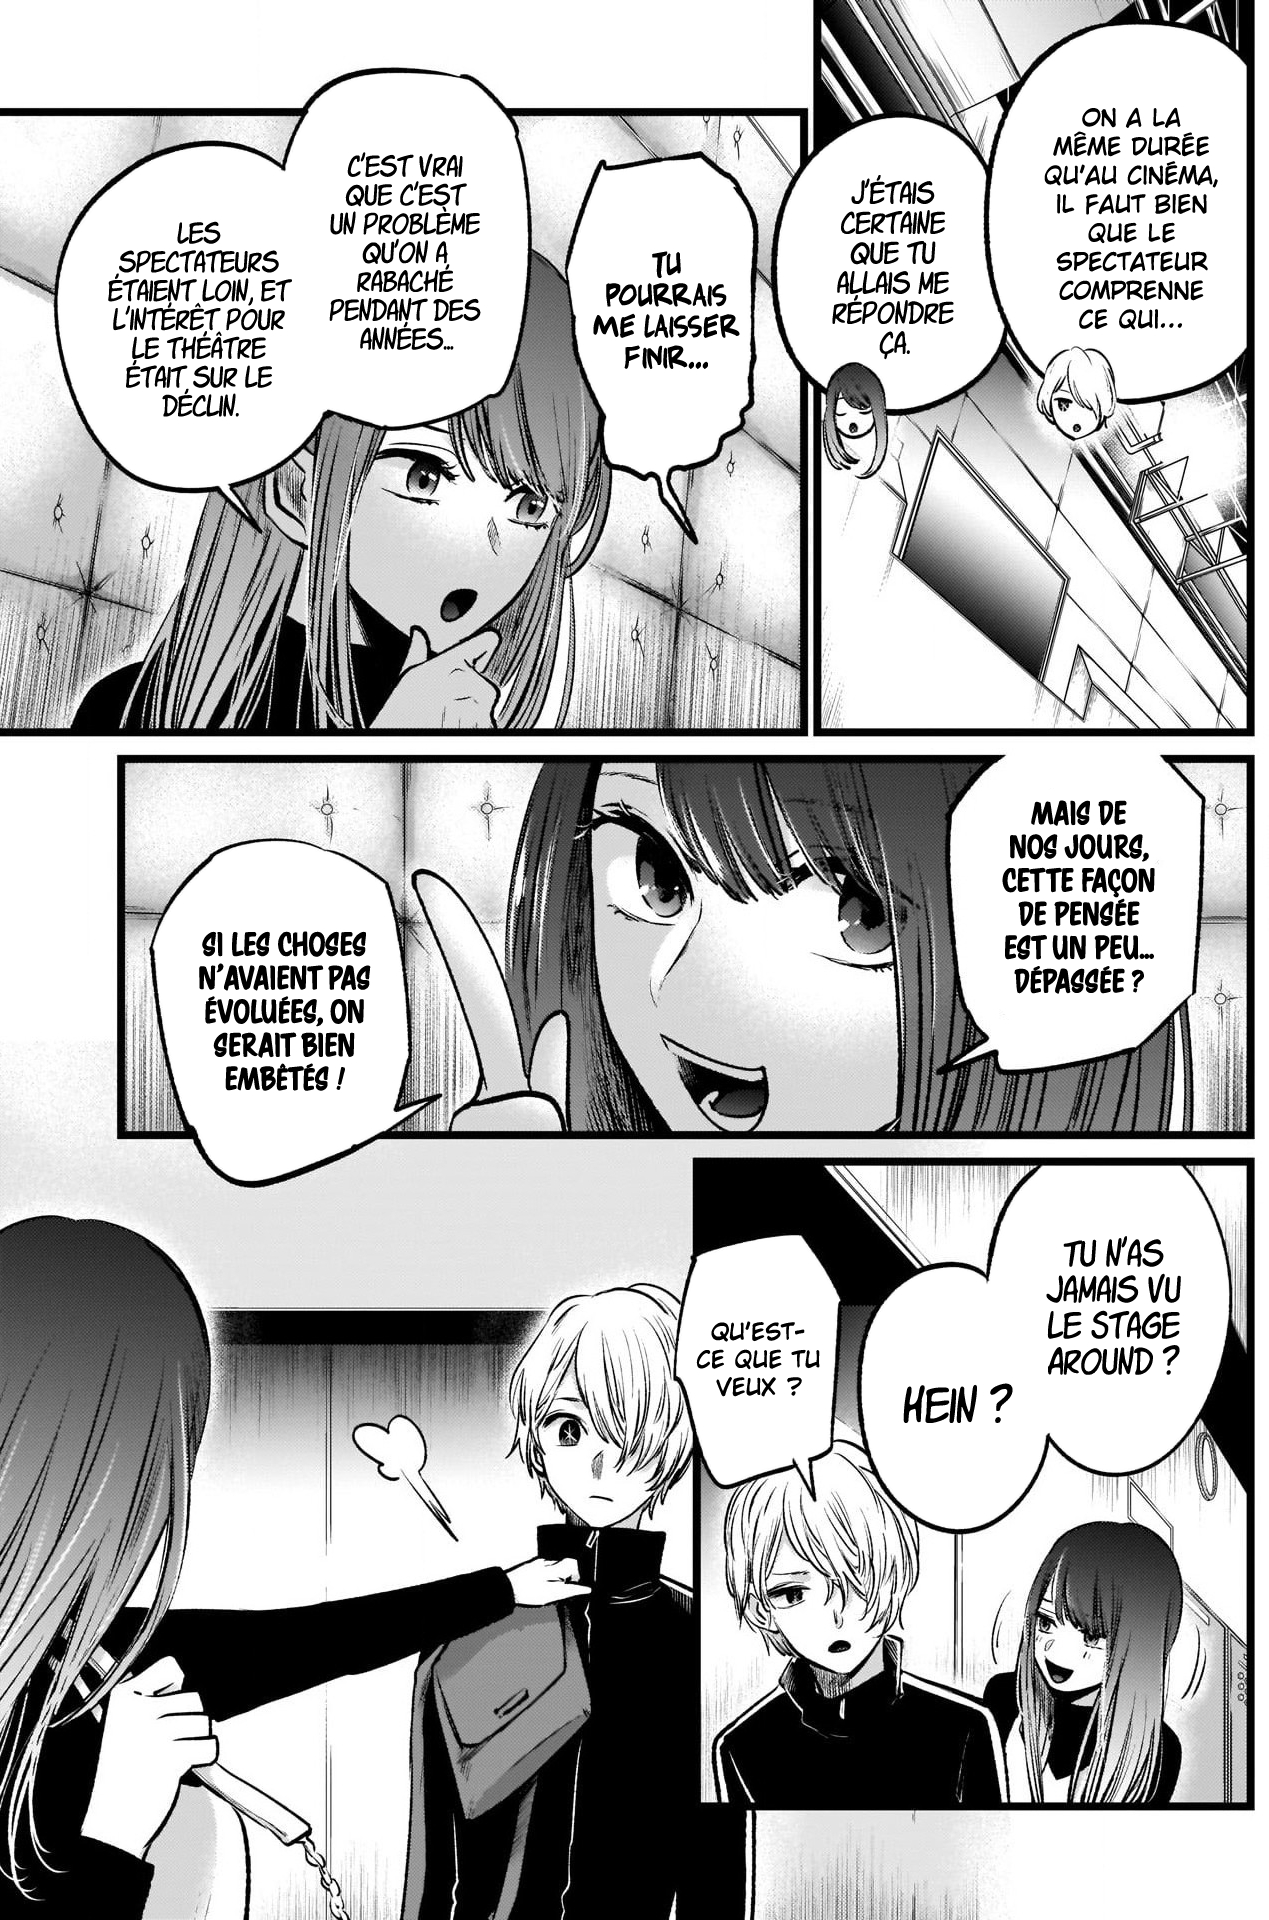 ON A LA
MÊME DURÉE
QU'AU CINÉMA,
IL FAUT BIEN
QUE LE
SPECTATEUR
COMPRENNE
CE QUI...
J'ÉTAIS
CERTAINE
QUE TU
ALLAIS ME
RÉPONDRE
ÇA.
TU
POURRAIS
ME LAISSER
FINIR...
C'EST VRAI
QUE C'EST
UN PROBLÈME
QU'ON A
RABACHÉ
PENDANT DES
ANNÉES...
LES
SPECTATEURS
ÉTAIENT LOIN, ET
L'INTÉRÊT POUR
LE THÉÂTRE
ÉTAIT SUR LE
DÉCLIN.
MAIS DE
NOS JOURS,
CETTE FAÇON
DE PENSÉE
EST UN PEU...
DÉPASSÉE ?
SI LES CHOSES
N'AVAIENT PAS
ÉVOLUÉES, ON
SERAIT BIEN
EMBÊTÉS !
TU N'AS
JAMAIS VU
LE STAGE
AROUND ?
HEIN ?
QU'EST-
CE QUE TU
VEUX ?